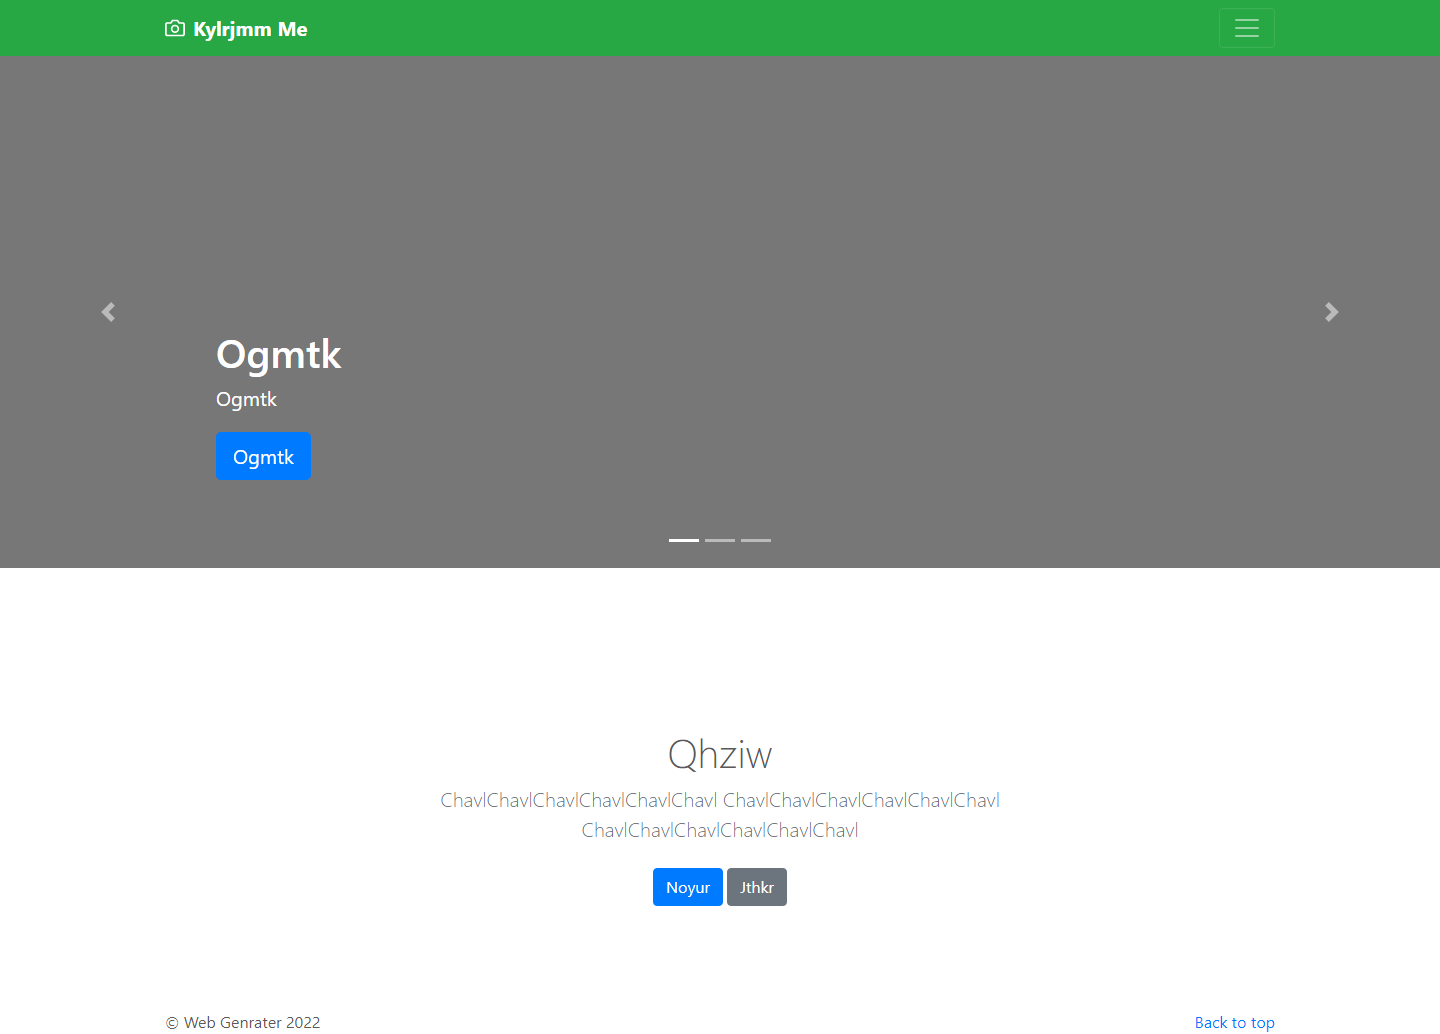 Kylrjmm Me
Ogmtk
Ogmtk
Ogmtk
Qhziw
ChavlChavlChavlChavlChavlChavl ChavlChavlChavlChavlChavlChavl
ChavlChavlChavlChavlChavlChavl
Noyur Jthkr
© Web Genrater 2022 Back to top